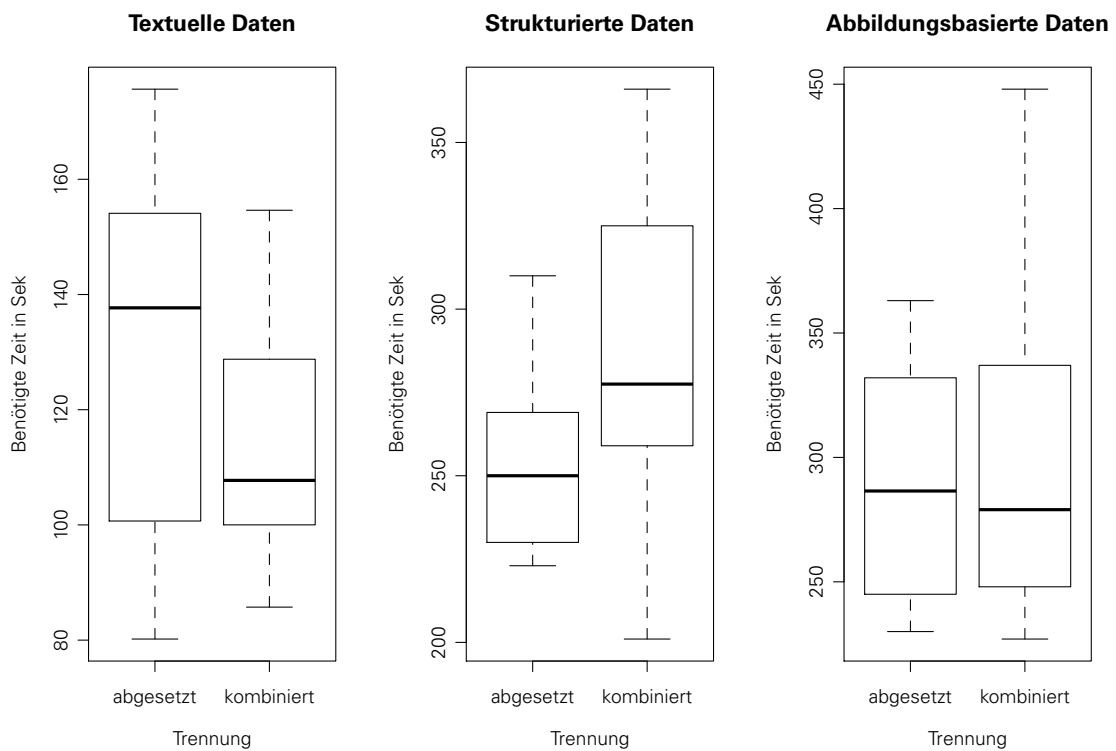 Textuelle Daten
Benötigte Zeit in Sek
160
140
120
100
80
abgesetzt kombiniert
Trennung
Strukturierte Daten
Benötigte Zeit in Sek
350
300
250
200
abgesetzt kombiniert
Trennung
Abbildungsbasierte Daten
Benötigte Zeit in Sek
450
400
350
300
250
abgesetzt kombiniert
Trennung